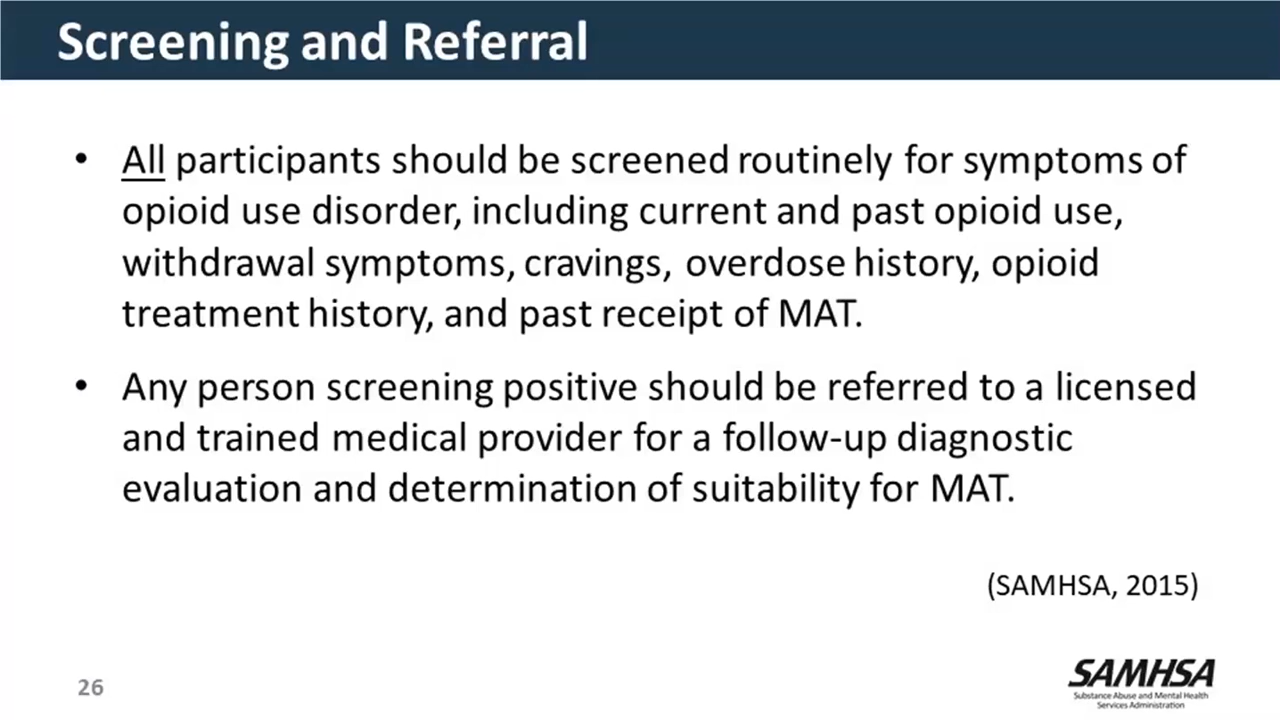 Screening and Referral
• All participants should be screened routinely for symptoms of
opioid use disorder, including current and past opioid use,
withdrawal symptoms, cravings, overdose history, opioid
treatment history, and past receipt of MAT.
• Any person screening positive should be referred to a licensed
and trained medical provider for a follow-up diagnostic
evaluation and determination of suitability for MAT.
(SAMHSA, 2015)
26
SAMHSA
Substance Abuse and Mental Health
Services Administration